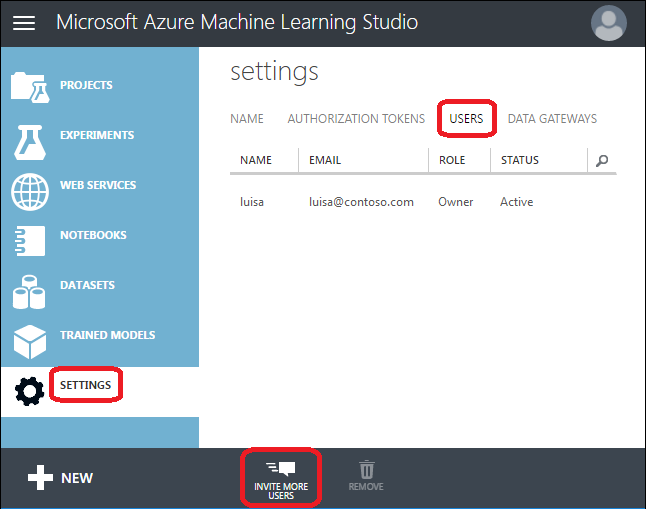 Microsoft Azure Machine Learning Studio
PROJECTS
EXPERIMENTS
WEB SERVICES
NOTEBOOKS
DATASETS
TRAINED MODELS
SETTINGS
settings
NAME AUTHORIZATION TOKENS USERS DATA GATEWAYS
NAME EMAIL ROLE STATUS
luisa luisa@contoso.com Owner Active
NEW
INVITE MORE
USERS
REMOVE